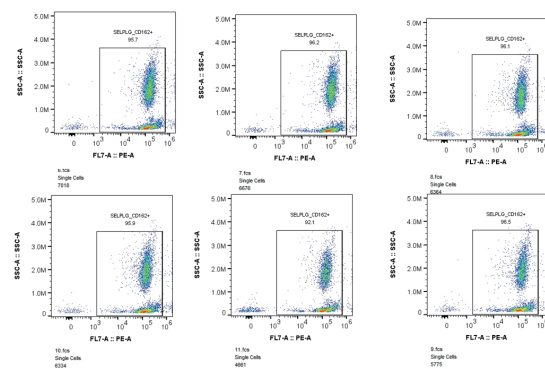 5.0M
4.0M
3.0M
2.0M
1.0M
0
SSC-A :: SSC-A
SELPLG_CD162+
95.7
0 10^3 10^4 10^5 10^6
FL7-A :: PE-A
6.fcs
Single Cells
7018
5.0M
4.0M
3.0M
2.0M
1.0M
0
SSC-A :: SSC-A
SELPLG_CD162+
96.2
0 10^3 10^4 10^5 10^6
FL7-A :: PE-A
7.fcs
Single Cells
6676
5.0M
4.0M
3.0M
2.0M
1.0M
0
SSC-A :: SSC-A
SELPLG_CD162+
96.1
0 10^3 10^4 10^5 10
FL7-A :: PE-A
8.fcs
Single Cells
8364
5.0M
4.0M
3.0M
2.0M
1.0M
0
SSC-A :: SSC-A
SELPLG_CD162+
95.9
0 10^3 10^4 10^5 10^6
FL7-A :: PE-A
10.fcs
Single Cells
6334
5.0M
4.0M
3.0M
2.0M
1.0M
0
SSC-A :: SSC-A
SELPLG_CD162+
92.1
0 10^3 10^4 10^5 10^6
FL7-A :: PE-A
11.fcs
Single Cells
4681
5.0M
4.0M
3.0M
2.0M
1.0M
0
SSC-A :: SSC-A
SELPLG_CD162+
96.5
0 10^3 10^4 10^5 10
FL7-A :: PE-A
9.fcs
Single Cells
5775